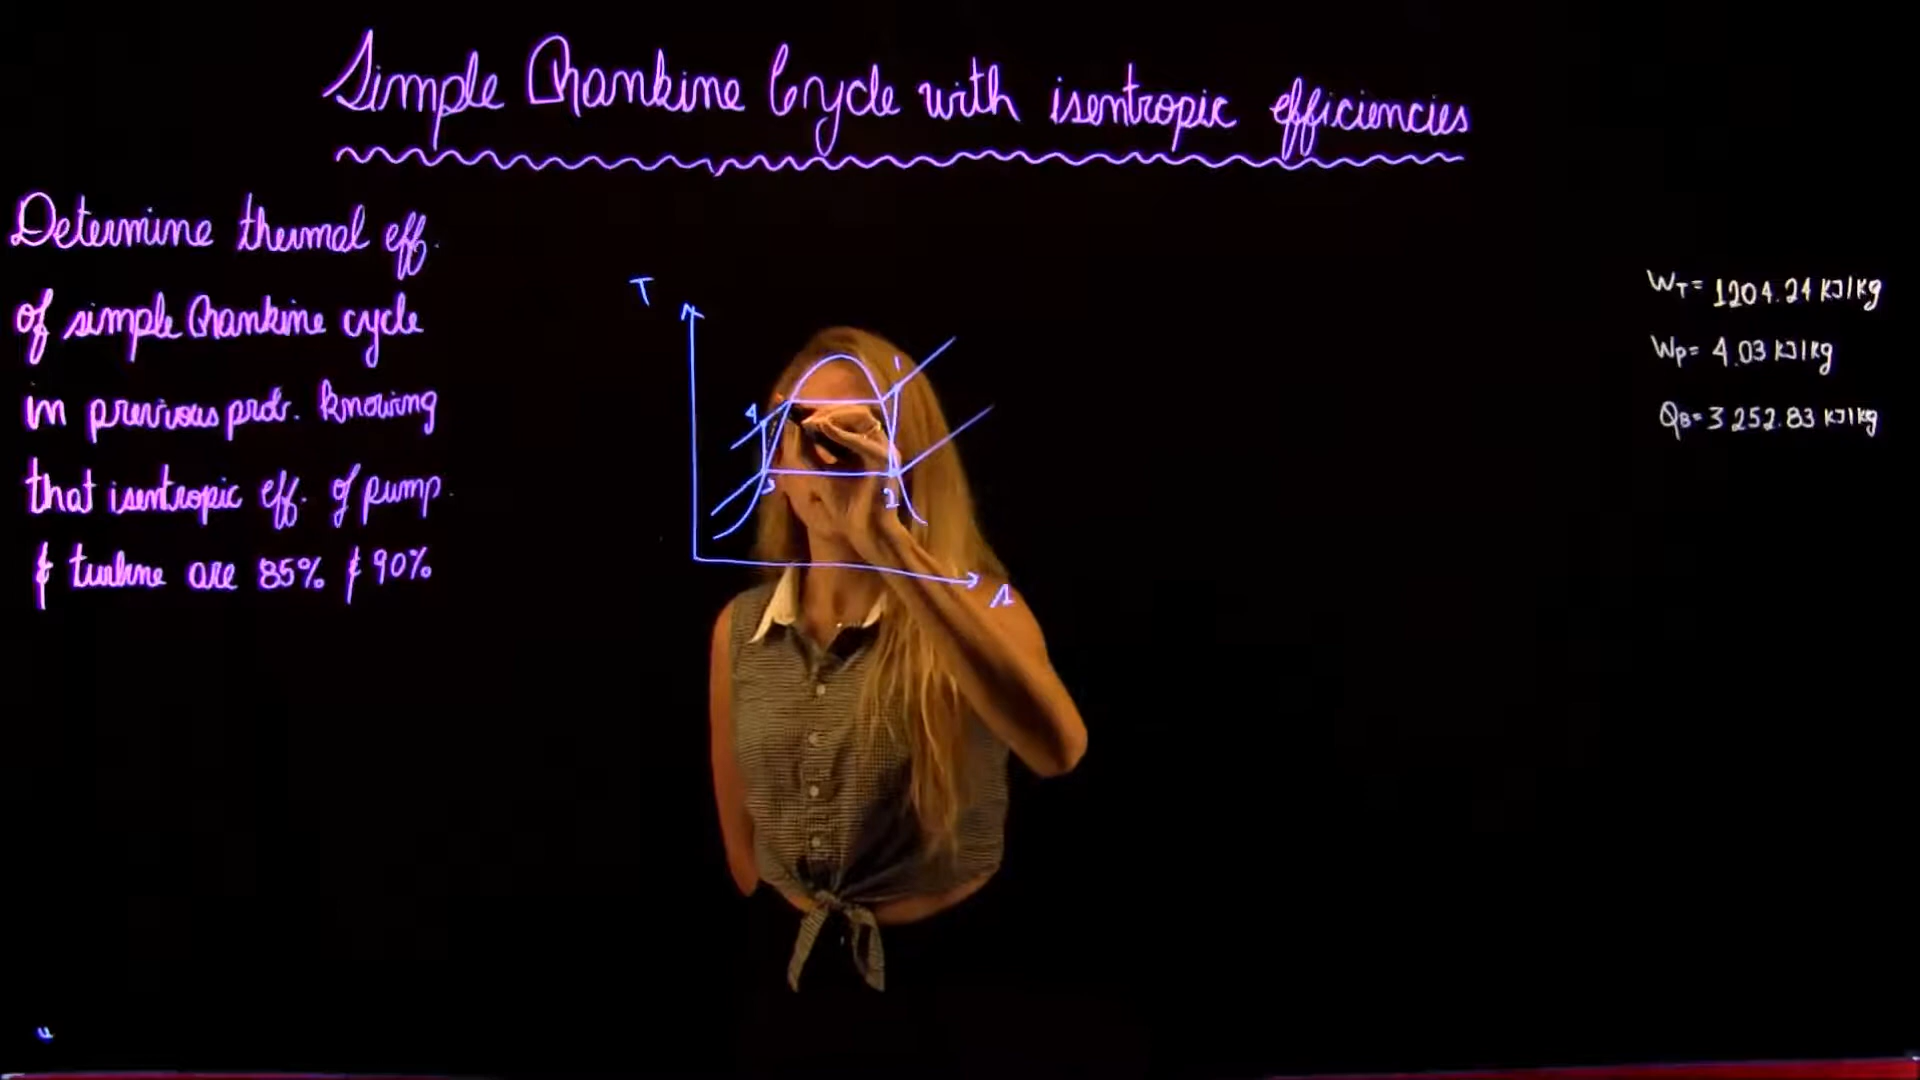 Simple Rankine Cycle with isentropic efficiencies
Determine thermal eff.
of simple Rankine cycle
in previous prob. knowing
that isentropic eff. of pump
& turbine are 85% & 90%
T
1
4
3
2
s
WT= 1204.24 KJ/Kg
Wp= 4.03 KJ/Kg
QB= 3252.83 KJ/Kg